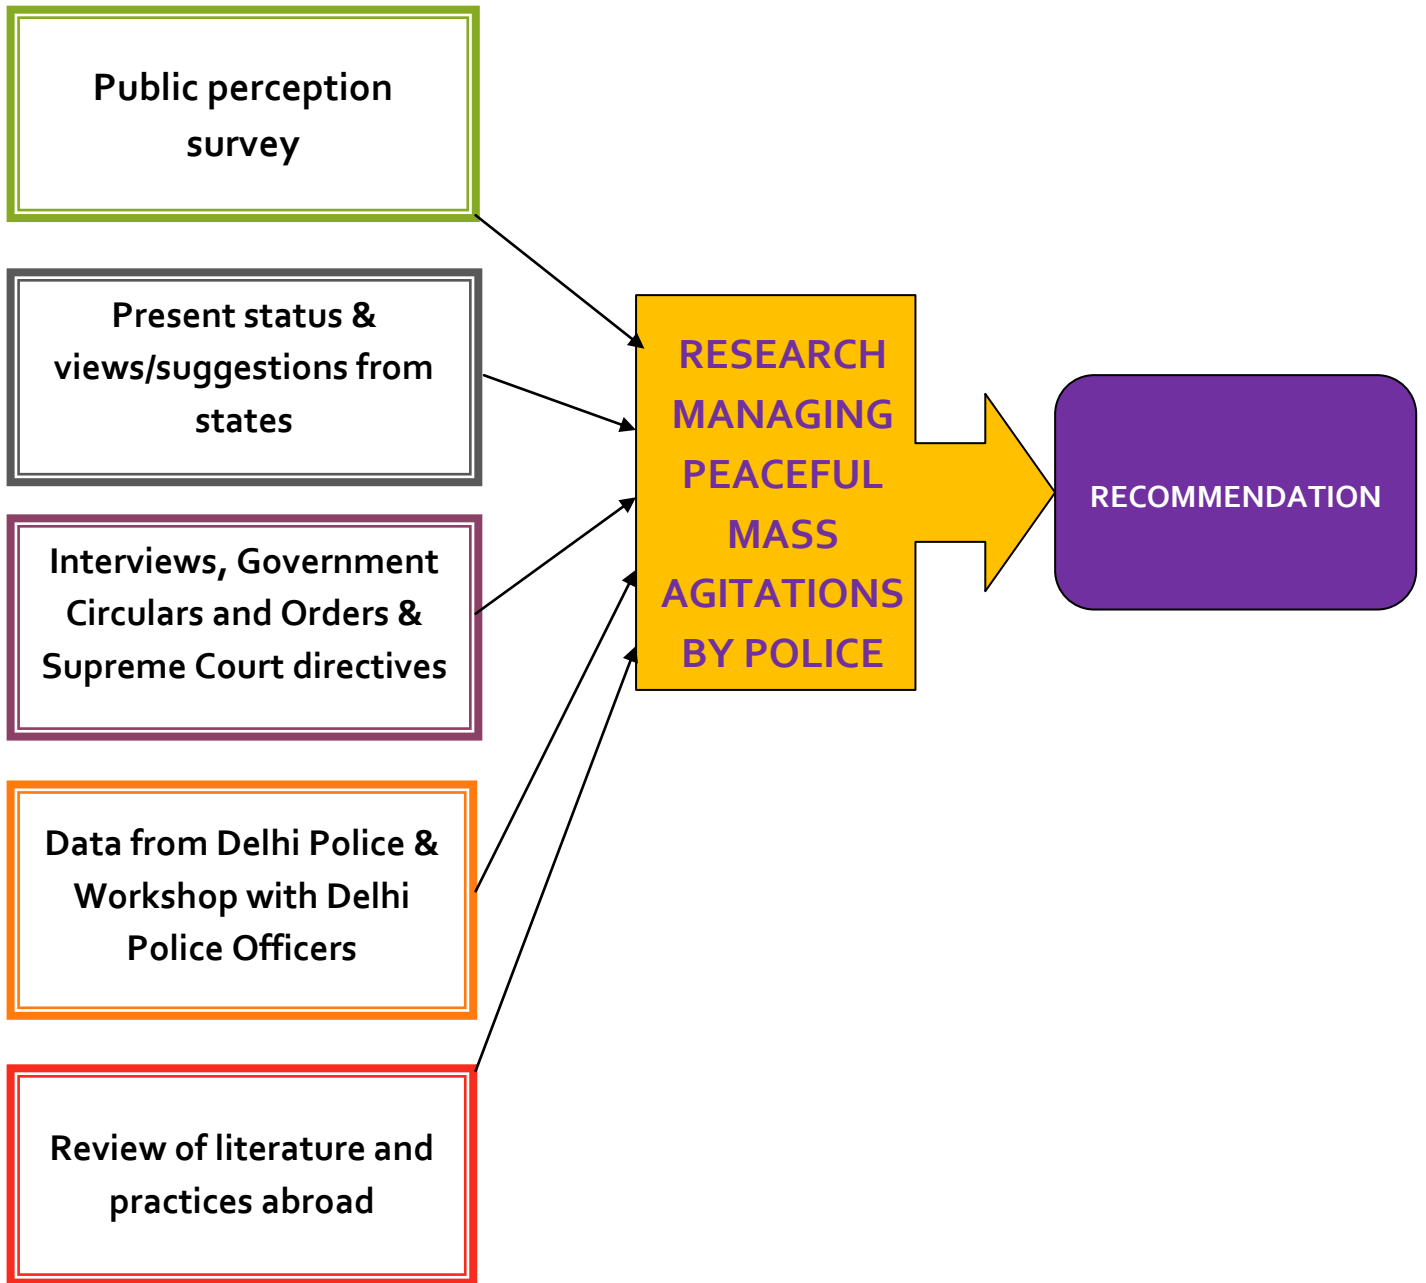 Public perception
survey
Present status &
views/suggestions from
states
Interviews, Government
Circulars and Orders &
Supreme Court directives
Data from Delhi Police &
Workshop with Delhi
Police Officers
Review of literature and
practices abroad
RESEARCH
MANAGING
PEACEFUL
MASS
AGITATIONS
BY POLICE
RECOMMENDATION